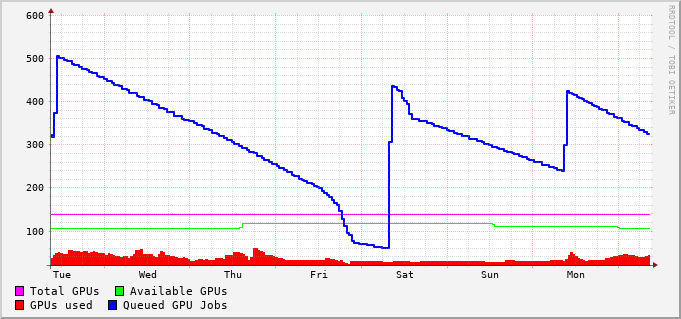 600
500
400
300
200
100
Tue Wed Thu Fri Sat Sun Mon
Total GPUs Available GPUs
GPUs used Queued GPU Jobs
RRDTOOL / TOBI OETIKER